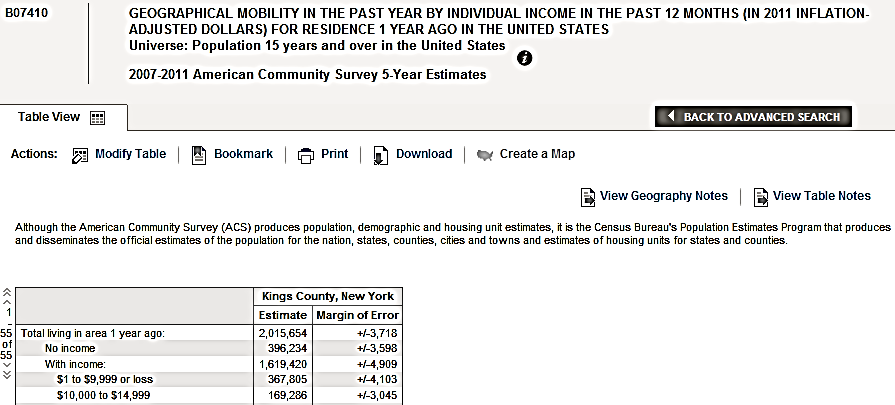 B07410
GEOGRAPHICAL MOBILITY IN THE PAST YEAR BY INDIVIDUAL INCOME IN THE PAST 12 MONTHS (IN 2011 INFLATION-
ADJUSTED DOLLARS) FOR RESIDENCE 1 YEAR AGO IN THE UNITED STATES
Universe: Population 15 years and over in the United States
2007-2011 American Community Survey 5-Year Estimates
Table View
BACK TO ADVANCED SEARCH
Actions: Modify Table Bookmark Print Download Create a Map
View Geography Notes View Table Notes
Although the American Community Survey (ACS) produces population, demographic and housing unit estimates, it is the Census Bureau's Population Estimates Program that produces
and disseminates the official estimates of the population for the nation, states, counties, cities and towns and estimates of housing units for states and counties.
Kings County, New York
Estimate Margin of Error
Total living in area 1 year ago: 2,015,654 +/-3,718
No income 396,234 +/-3,598
With income: 1,619,420 +/-4,909
$1 to $9,999 or loss 367,805 +/-4,103
$10,000 to $14,999 169,286 +/-3,045
1
-
55
of
55